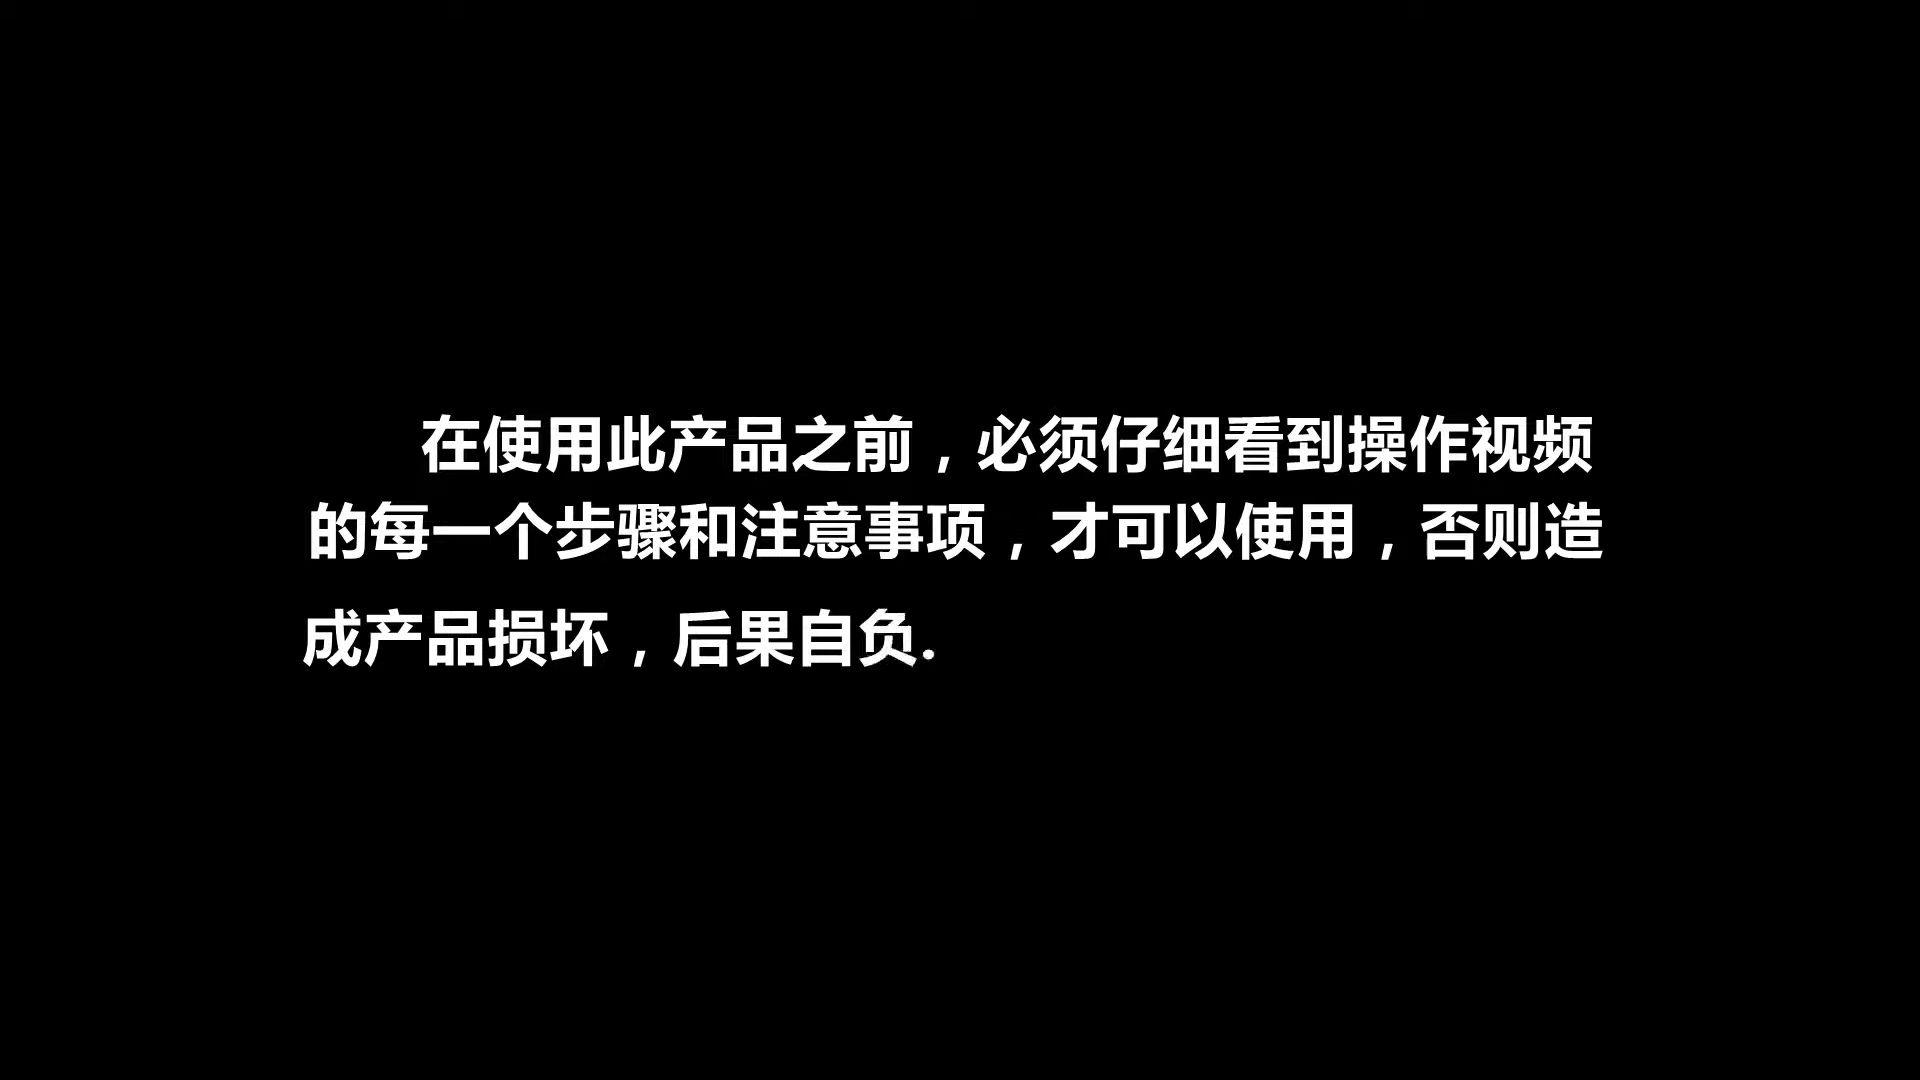 在使用此产品之前，必须仔细看到操作视频
的每一个步骤和注意事项，才可以使用，否则造
成产品损坏，后果自负.